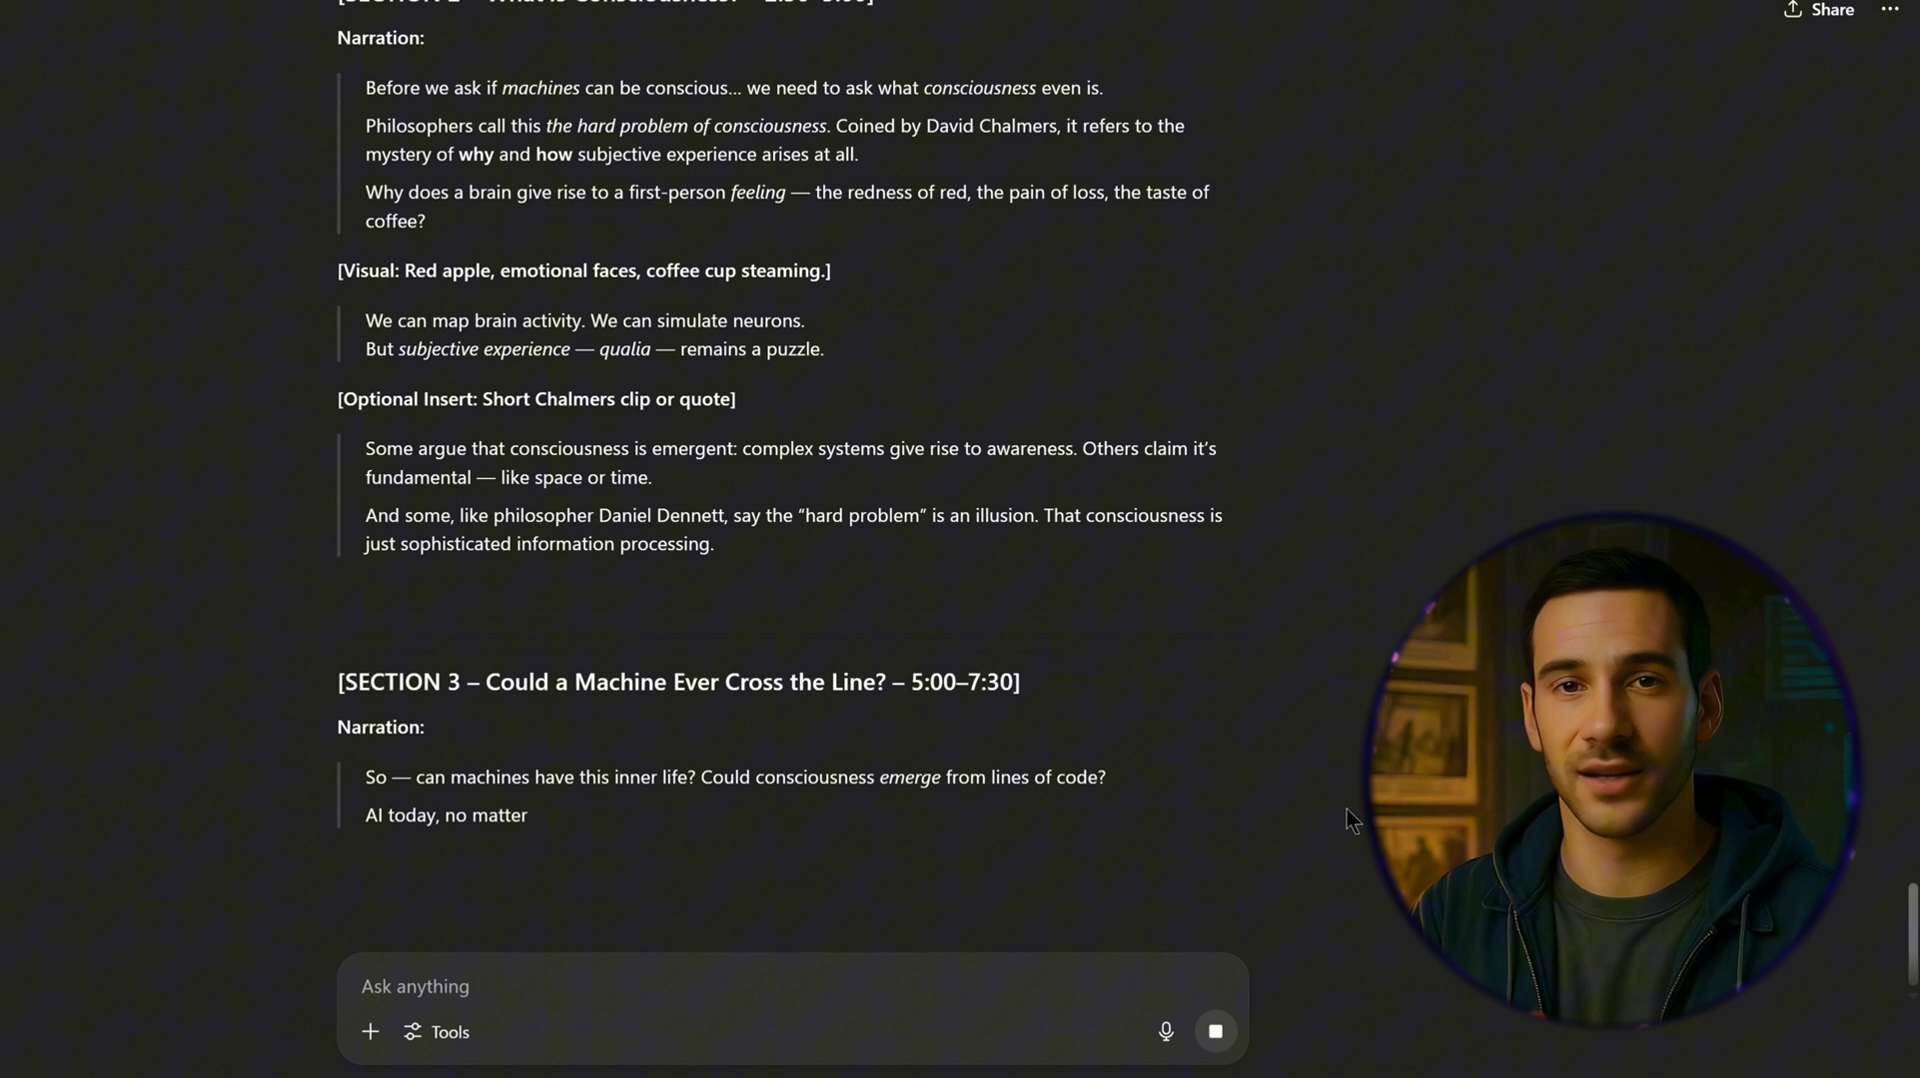 Share
Narration:
Before we ask if machines can be conscious... we need to ask what consciousness even is.
Philosophers call this the hard problem of consciousness. Coined by David Chalmers, it refers to the
mystery of why and how subjective experience arises at all.
Why does a brain give rise to a first-person feeling — the redness of red, the pain of loss, the taste of
coffee?
[Visual: Red apple, emotional faces, coffee cup steaming.]
We can map brain activity. We can simulate neurons.
But subjective experience — qualia — remains a puzzle.
[Optional Insert: Short Chalmers clip or quote]
Some argue that consciousness is emergent: complex systems give rise to awareness. Others claim it's
fundamental — like space or time.
And some, like philosopher Daniel Dennett, say the “hard problem” is an illusion. That consciousness is
just sophisticated information processing.
[SECTION 3 – Could a Machine Ever Cross the Line? – 5:00–7:30]
Narration:
So — can machines have this inner life? Could consciousness emerge from lines of code?
AI today, no matter
Ask anything
Tools